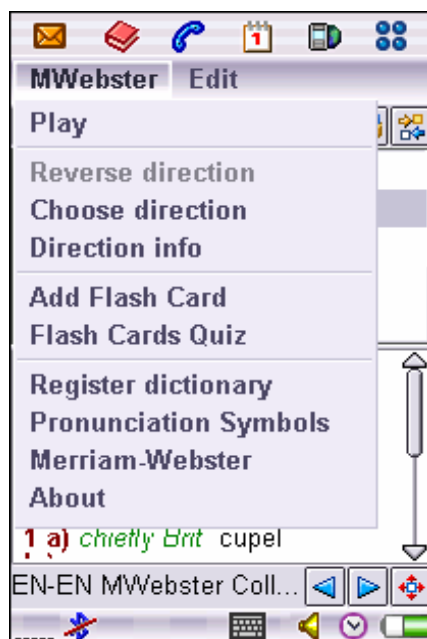 1
MWebster Edit
Play
Reverse direction
Choose direction
Direction info
Add Flash Card
Flash Cards Quiz
Register dictionary
Pronunciation Symbols
Merriam-Webster
About
1 a) chiefly Brit cupel
EN-EN MWebster Coll...